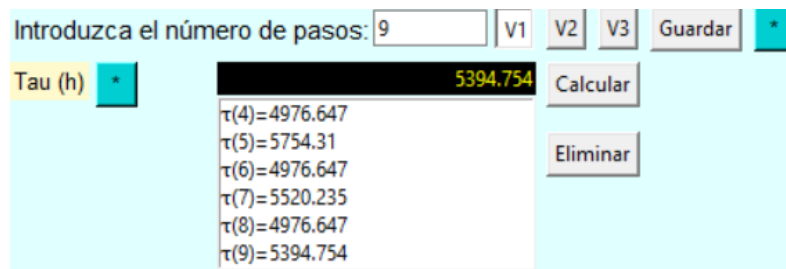 Introduzca el número de pasos: 9 V1 V2 V3 Guardar *
Tau (h) * 5394.754 Calcular
τ(4)=4976.647
τ(5)=5754.31
Eliminar
τ(6)=4976.647
τ(7)=5520.235
τ(8)=4976.647
τ(9)=5394.754